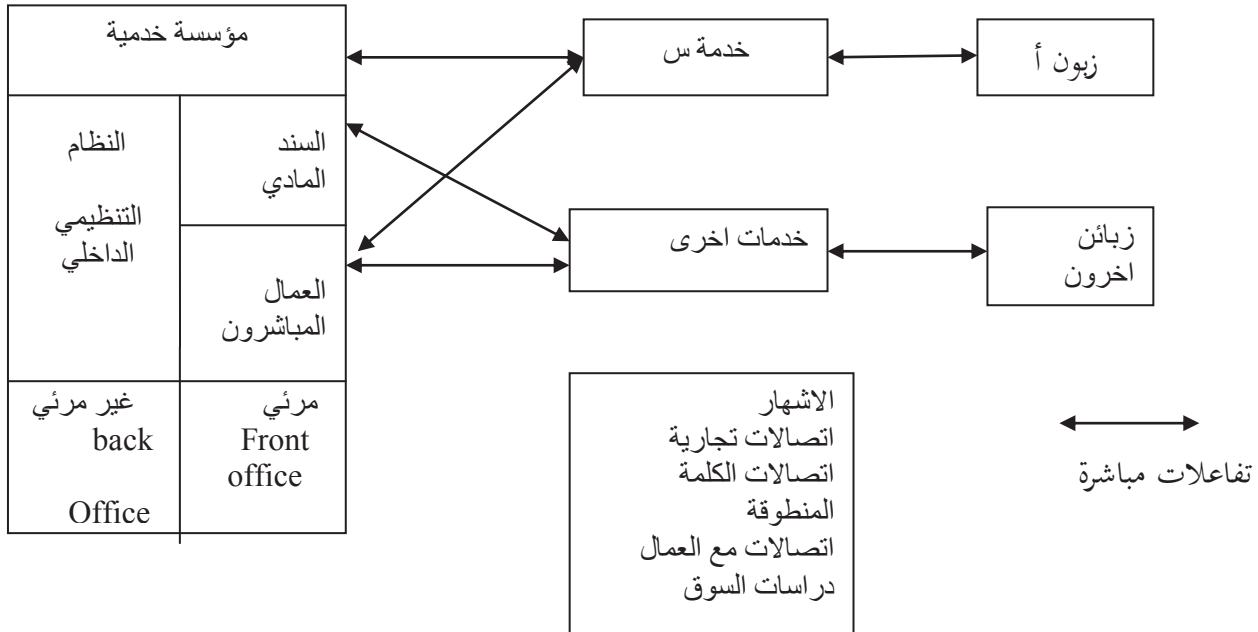 مؤسسة خدمية
خدمة س
زبون أ
السند
المادي
النظام
التنظيمي
الداخلي
العمال
المباشرون
خدمات اخرى
زبائن
اخرون
مرئي
Front
office
غير مرئي
back
Office
الاشهار
اتصالات تجارية
اتصالات الكلمة
المنطوقة
اتصالات مع العمال
دراسات السوق
تفاعلات مباشرة